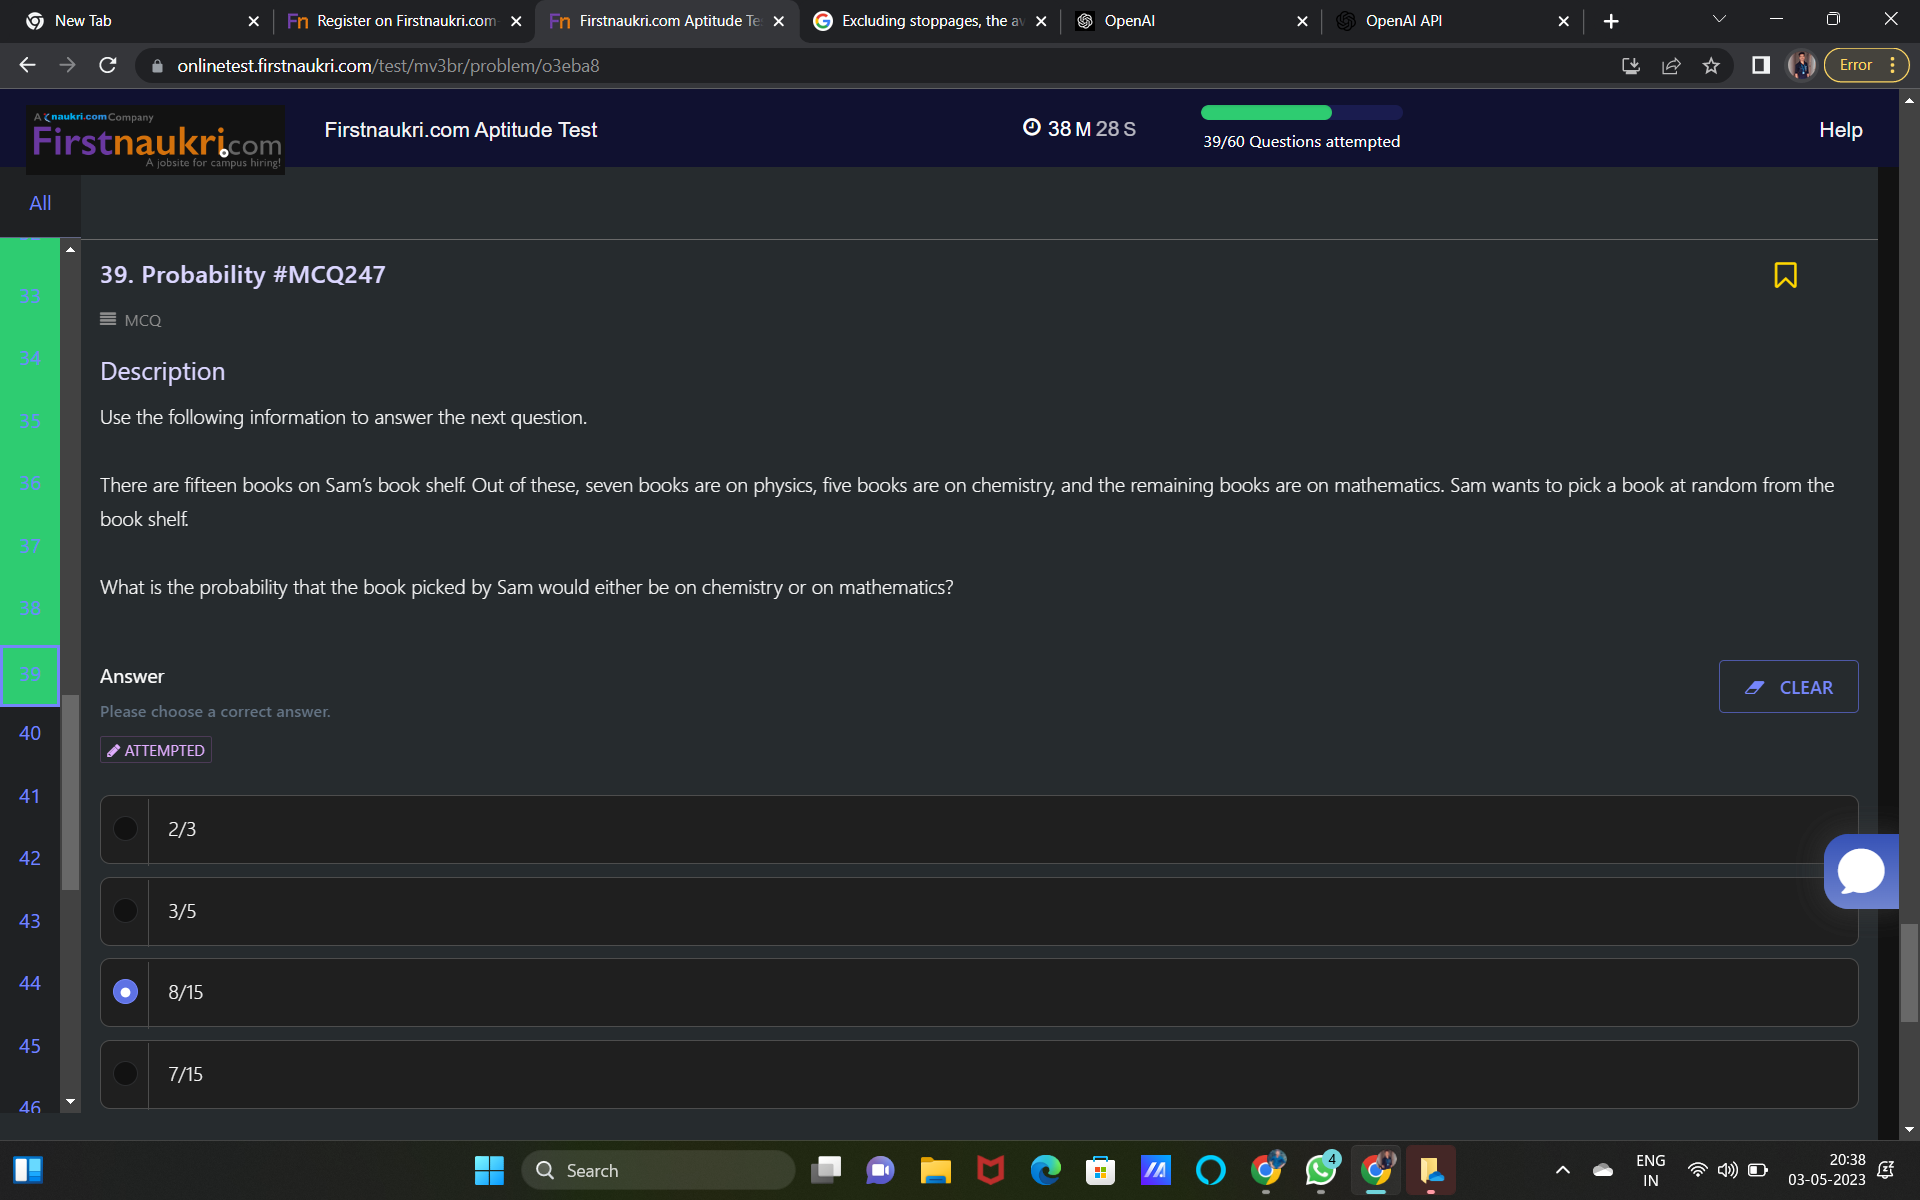 New Tab
Register on Firstnaukri.com
Firstnaukri.com Aptitude Te
Excluding stoppages, the av
OpenAI
OpenAI API
onlinetest.firstnaukri.com/test/mv3br/problem/o3eba8
Error
A naukri.com Company
Firstnaukri.com
A jobsite for campus hiring!
Firstnaukri.com Aptitude Test
38 M 28 S
39/60 Questions attempted
Help
All
33
34
35
36
37
38
39
40
41
42
43
44
45
46
39. Probability #MCQ247
MCQ
Description
Use the following information to answer the next question.
There are fifteen books on Sam's book shelf. Out of these, seven books are on physics, five books are on chemistry, and the remaining books are on mathematics. Sam wants to pick a book at random from the
book shelf.
What is the probability that the book picked by Sam would either be on chemistry or on mathematics?
Answer
CLEAR
Please choose a correct answer.
ATTEMPTED
2/3
3/5
8/15
7/15
Search
4
ENG
IN
20:38
03-05-2023